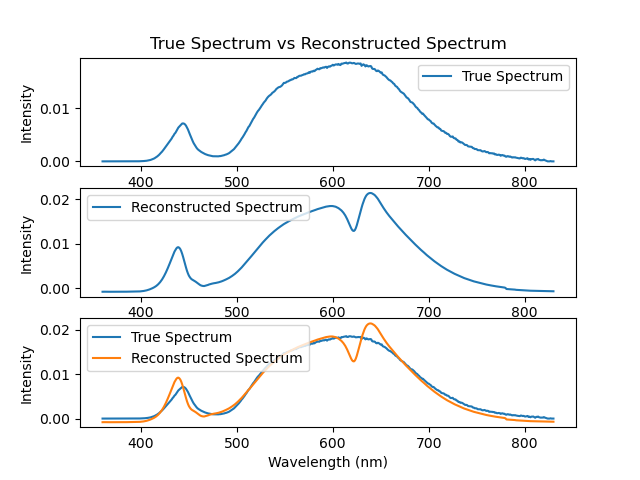 True Spectrum vs Reconstructed Spectrum
True Spectrum
Intensity
0.01
0.00
400 500 600 700 800
Reconstructed Spectrum
Intensity
0.02
0.01
0.00
400 500 600 700 800
True Spectrum
Reconstructed Spectrum
Intensity
0.02
0.01
0.00
400 500 600 700 800
Wavelength (nm)